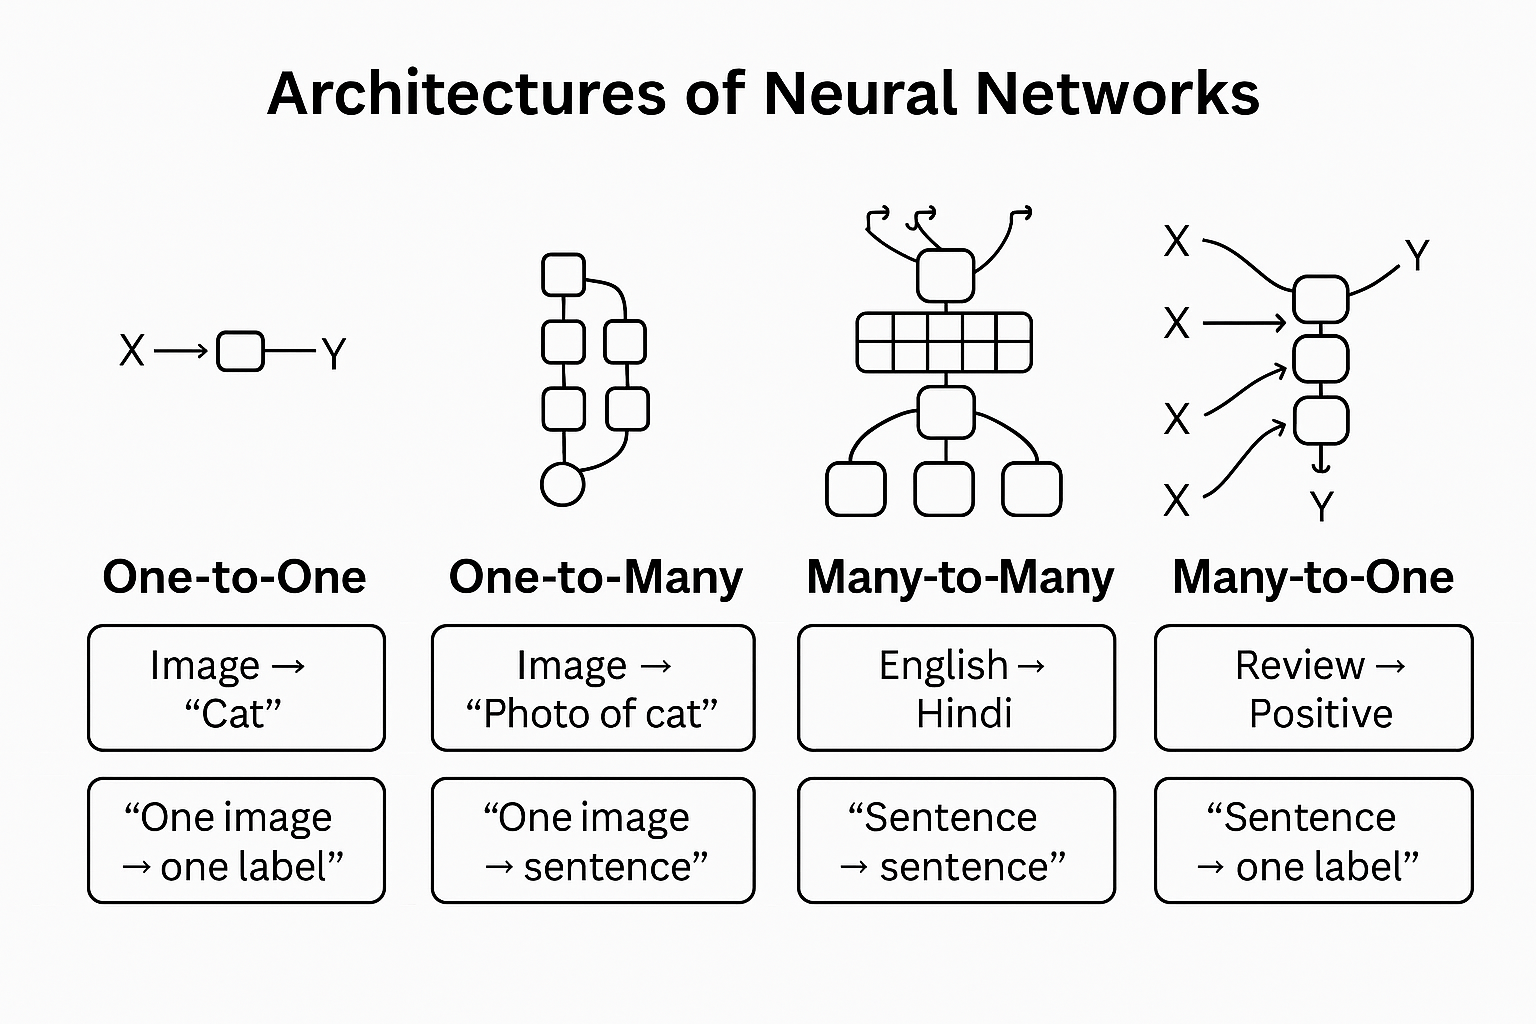 Architectures of Neural Networks
X
Y
X
X
X
X
Y
Y
One-to-One
One-to-Many
Many-to-Many
Many-to-One
Image →
“Cat”
Image →
“Photo of cat”
English →
Hindi
Review →
Positive
“One image
→ one label”
“One image
→ sentence”
“Sentence
→ sentence”
“Sentence
→ one label”